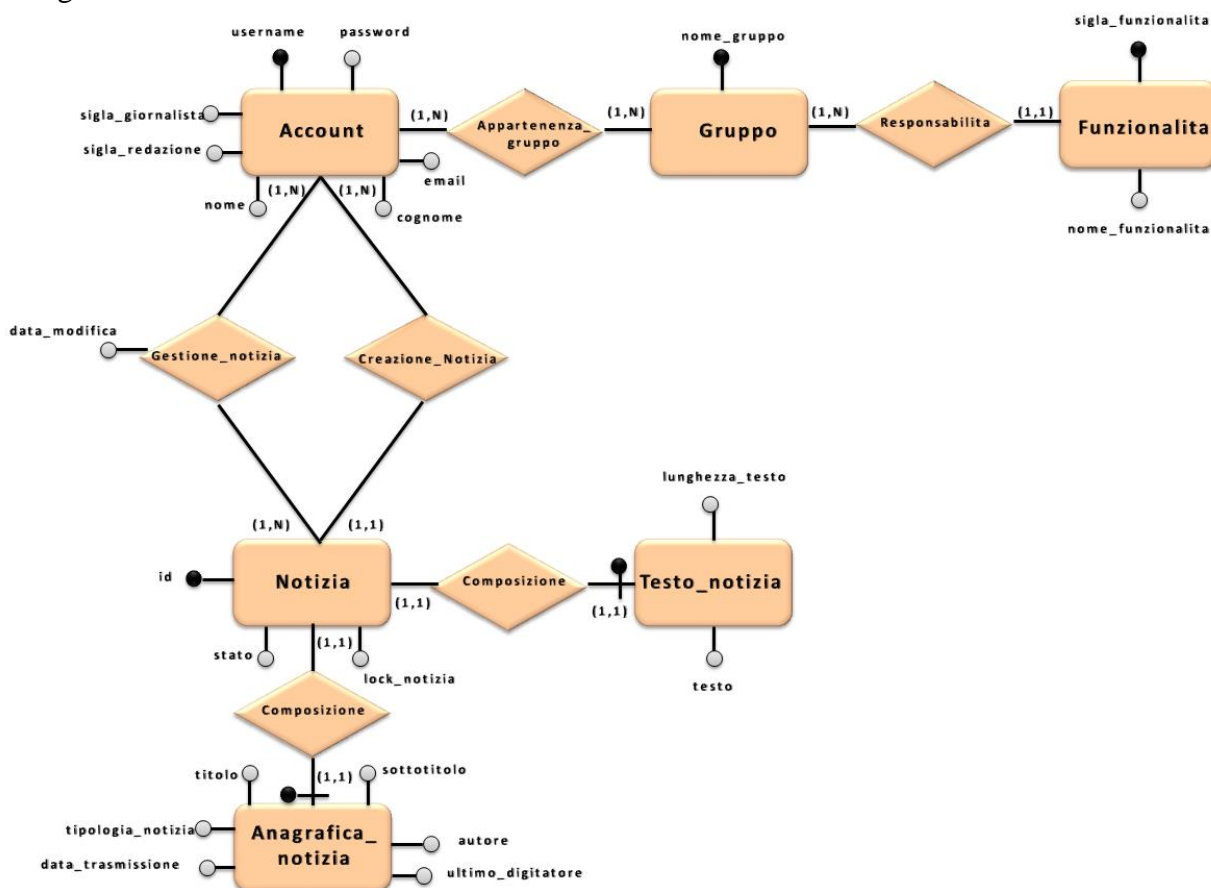 username
password
nome_gruppo
sigla_funzionalita
sigla_giornalista
Account
(1,N)
Appartenenza_
gruppo
(1,N)
Gruppo
(1,N)
Responsabilita
(1,1)
Funzionalita
sigla_redazione
email
nome
(1,N)
(1,N)
cognome
nome_funzionalita
data_modifica
Gestione_notizia
Creazione_Notizia
lunghezza_testo
(1,N)
(1,1)
id
Notizia
(1,1)
Composizione
(1,1)
Testo_notizia
stato
(1,1)
lock_notizia
testo
Composizione
titolo
(1,1)
sottotitolo
tipologia_notizia
Anagrafica_
notizia
autore
data_trasmissione
ultimo_digitatore